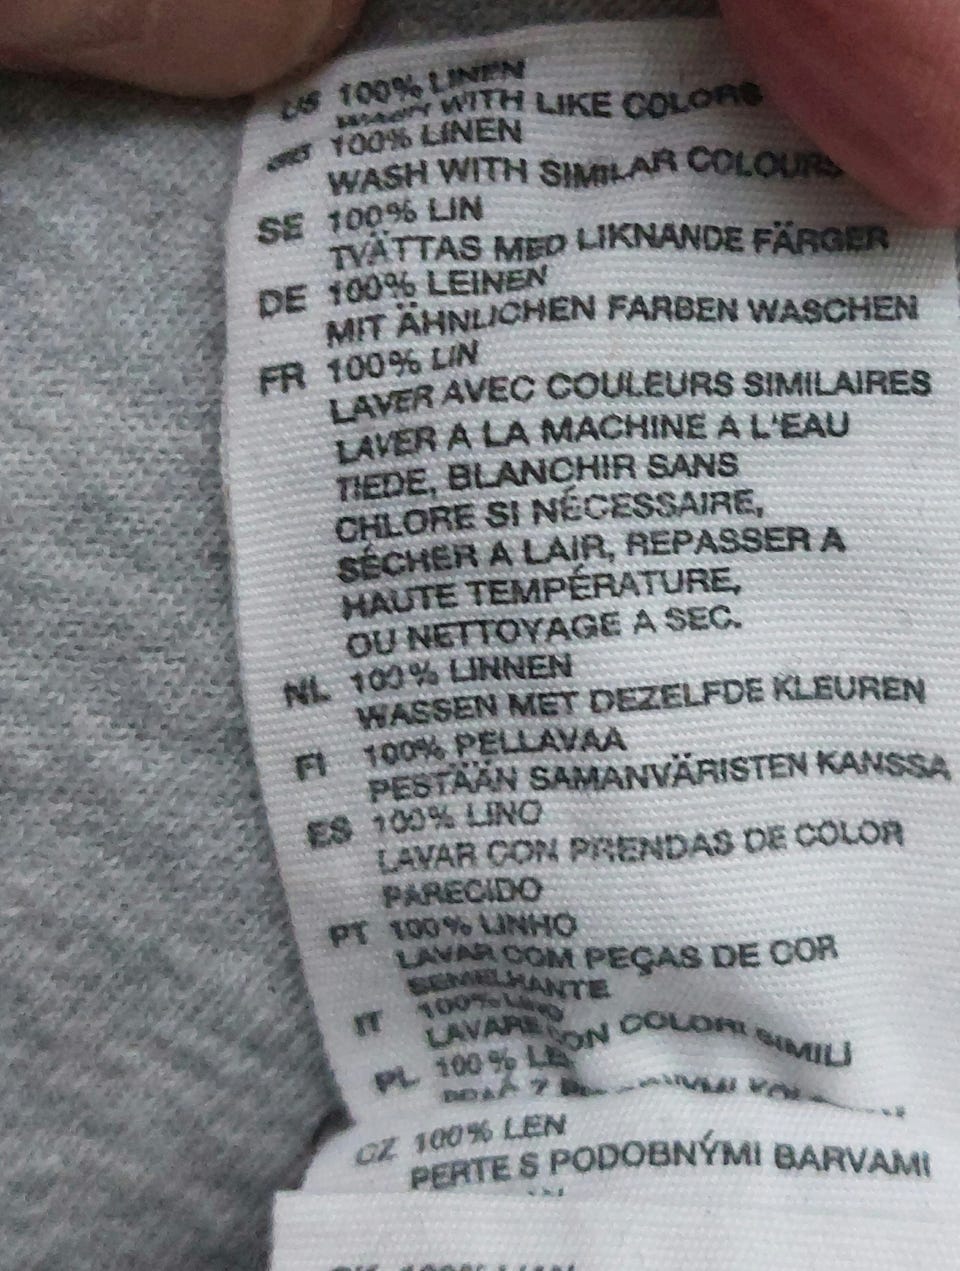 US 100% LINEN
WASH WITH LIKE COLORS
100% LINEN
WASH WITH SIMILAR COLOURS
SE 100% LIN
TVÄTTAS MED LIKNANDE FÄRGER
DE 100% LEINEN
MIT ÄHNLICHEN FARBEN WASCHEN
FR 100% LIN
LAVER AVEC COULEURS SIMILAIRES
LAVER A LA MACHINE A L'EAU
TIEDE, BLANCHIR SANS
CHLORE SI NÉCESSAIRE,
SÉCHER A LAIR, REPASSER A
HAUTE TEMPÉRATURE,
OU NETTOYAGE A SEC.
NL 100% LINNEN
WASSEN MET DEZELFDE KLEUREN
FI 100% PELLAVAA
PESTÄÄN SAMANVÄRISTEN KANSSA
ES 100% LINO
LAVAR CON PRENDAS DE COLOR
PARECIDO
PT 100% LINHO
LAVAR COM PEÇAS DE COR
SEMELHANTE
IT 100% LINO
LAVARE CON COLORI SIMILI
PL 100%
CZ 100% LEN
PERTE S PODOBNÝMI BARVAMI